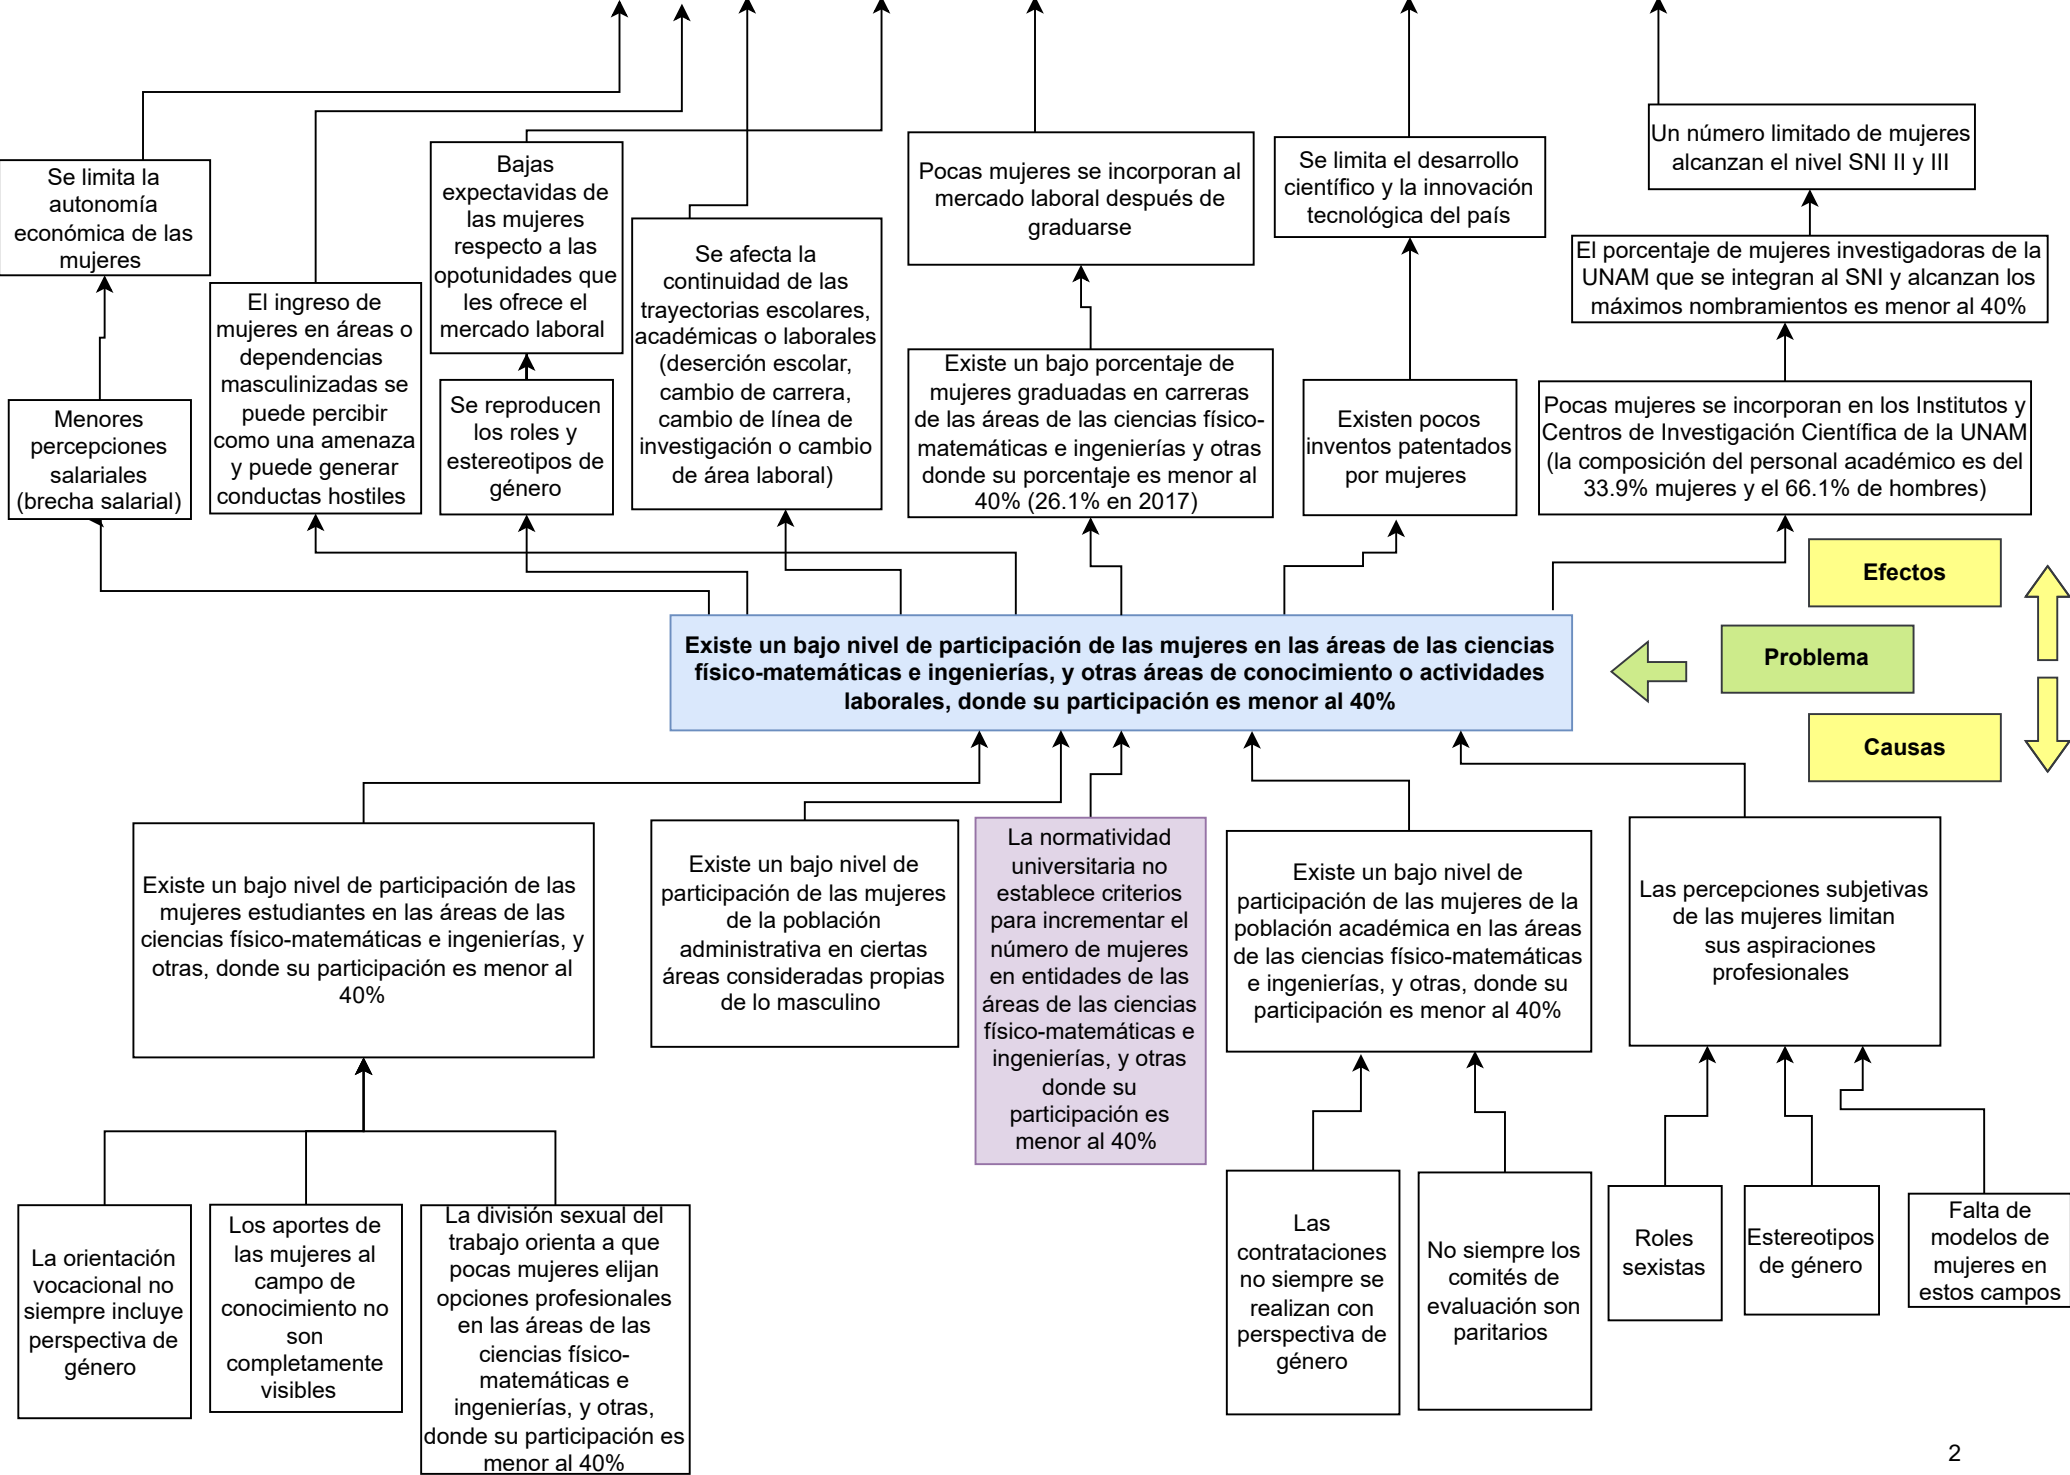 Se limita la
autonomía
económica de las
mujeres
Bajas
expectavidas de
las mujeres
respecto a las
opotunidades que
les ofrece el
mercado laboral
Pocas mujeres se incorporan al
mercado laboral después de
graduarse
Se limita el desarrollo
científico y la innovación
tecnológica del país
Un número limitado de mujeres
alcanzan el nivel SNI II y III
El porcentaje de mujeres investigadoras de la
UNAM que se integran al SNI y alcanzan los
máximos nombramientos es menor al 40%
Menores
percepciones
salariales
(brecha salarial)
El ingreso de
mujeres en áreas o
dependencias
masculinizadas se
puede percibir
como una amenaza
y puede generar
conductas hostiles
Se reproducen
los roles y
estereotipos de
género
Se afecta la
continuidad de las
trayectorias escolares,
académicas o laborales
(deserción escolar,
cambio de carrera,
cambio de línea de
investigación o cambio
de área laboral)
Existe un bajo porcentaje de
mujeres graduadas en carreras
de las áreas de las ciencias físico-
matemáticas e ingenierías y otras
donde su porcentaje es menor al
40% (26.1% en 2017)
Existen pocos
inventos patentados
por mujeres
Pocas mujeres se incorporan en los Institutos y
Centros de Investigación Científica de la UNAM
(la composición del personal académico es del
33.9% mujeres y el 66.1% de hombres)
Efectos
Existe un bajo nivel de participación de las mujeres en las áreas de las ciencias
físico-matemáticas e ingenierías, y otras áreas de conocimiento o actividades
laborales, donde su participación es menor al 40%
Problema
Causas
Existe un bajo nivel de participación de las
mujeres estudiantes en las áreas de las
ciencias físico-matemáticas e ingenierías, y
otras, donde su participación es menor al
40%
Existe un bajo nivel de
participación de las mujeres
de la población
administrativa en ciertas
áreas consideradas propias
de lo masculino
La normatividad
universitaria no
establece criterios
para incrementar el
número de mujeres
en entidades de las
áreas de las ciencias
físico-matemáticas e
ingenierías, y otras
donde su
participación es
menor al 40%
Existe un bajo nivel de
participación de las mujeres de la
población académica en las áreas
de las ciencias físico-matemáticas
e ingenierías, y otras, donde su
participación es menor al 40%
Las percepciones subjetivas
de las mujeres limitan
sus aspiraciones
profesionales
La orientación
vocacional no
siempre incluye
perspectiva de
género
Los aportes de
las mujeres al
campo de
conocimiento no
son
completamente
visibles
La división sexual del
trabajo orienta a que
pocas mujeres elijan
opciones profesionales
en las áreas de las
ciencias físico-
matemáticas e
ingenierías, y otras,
donde su participación es
menor al 40%
Las
contrataciones
no siempre se
realizan con
perspectiva de
género
No siempre los
comités de
evaluación son
paritarios
Roles
sexistas
Estereotipos
de género
Falta de
modelos de
mujeres en
estos campos
2